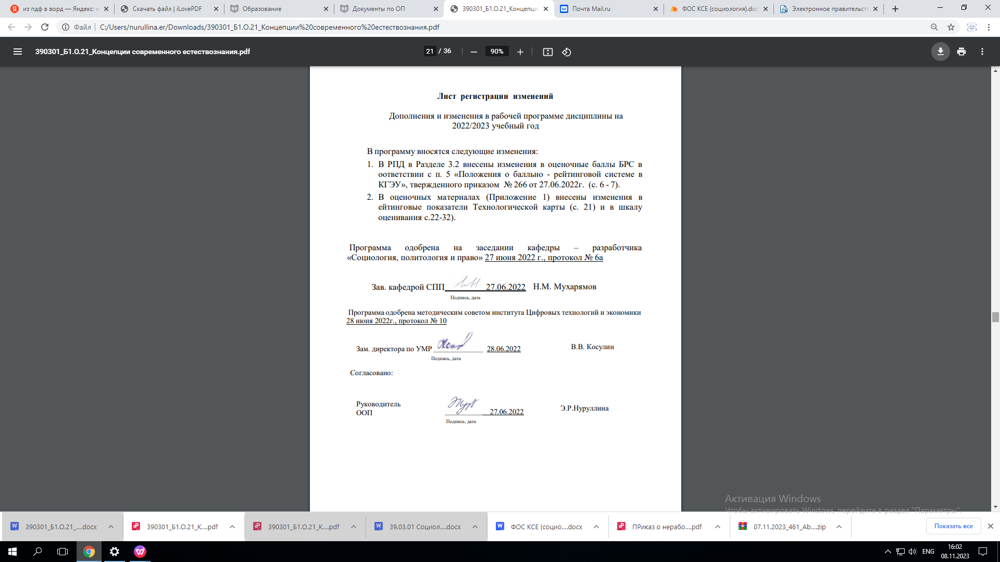 из пдф в ворд — Яндекс: н
Скачать файл | iLovePDF
Образование
Документы по ОП
390301_Б1.О.21_Концепци
Почта Mail.ru
ФОС КСЕ (социология).doc
Электронное правительст
Файл
C:/Users/nurullina.er/Downloads/390301_Б1.О.21_Концепции%20современного%20естествознания.pdf
390301_Б1.О.21_Концепции современного естествознания.pdf
21 / 36
90%
Лист регистрации изменений
Дополнения и изменения в рабочей программе дисциплины на
2022/2023 учебный год
В программу вносятся следующие изменения:
1. В РПД в Разделе 3.2 внесены изменения в оценочные баллы БРС в
оответствии с п. 5 «Положения о балльно - рейтинговой системе в
КГЭУ», твержденного приказом № 266 от 27.06.2022г. (с. 6 - 7).
2. В оценочных материалах (Приложение 1) внесены изменения в
ейтинговые показатели Технологической карты (с. 21) и в шкалу
оценивания с.22-32).
Программа одобрена на заседании кафедры – разработчика
«Социология, политология и право» 27 июня 2022 г., протокол № 6а
Зав. кафедрой СПП 27.06.2022 Н.М. Мухарямов
Подпись, дата
Программа одобрена методическим советом института Цифровых технологий и экономики
28 июня 2022г., протокол № 10
Зам. директора по УМР 28.06.2022 В.В. Косулин
Подпись, дата
Согласовано:
Руководитель
ООП
27.06.2022 Э.Р.Нуруллина
Подпись, дата
Активация Windows
Чтобы активировать Windows, перейдите в раздел "Параметры".
390301_Б1.О.21_....docx
390301_Б1.О.21_К....pdf
390301_Б1.О.21_К....pdf
39.03.01 Социол....docx
ФОС КСЕ (социо....docx
ПРиказ о нерабо....pdf
07.11.2023_461_Ab....zip
Показать все
ENG
16:02
08.11.2023